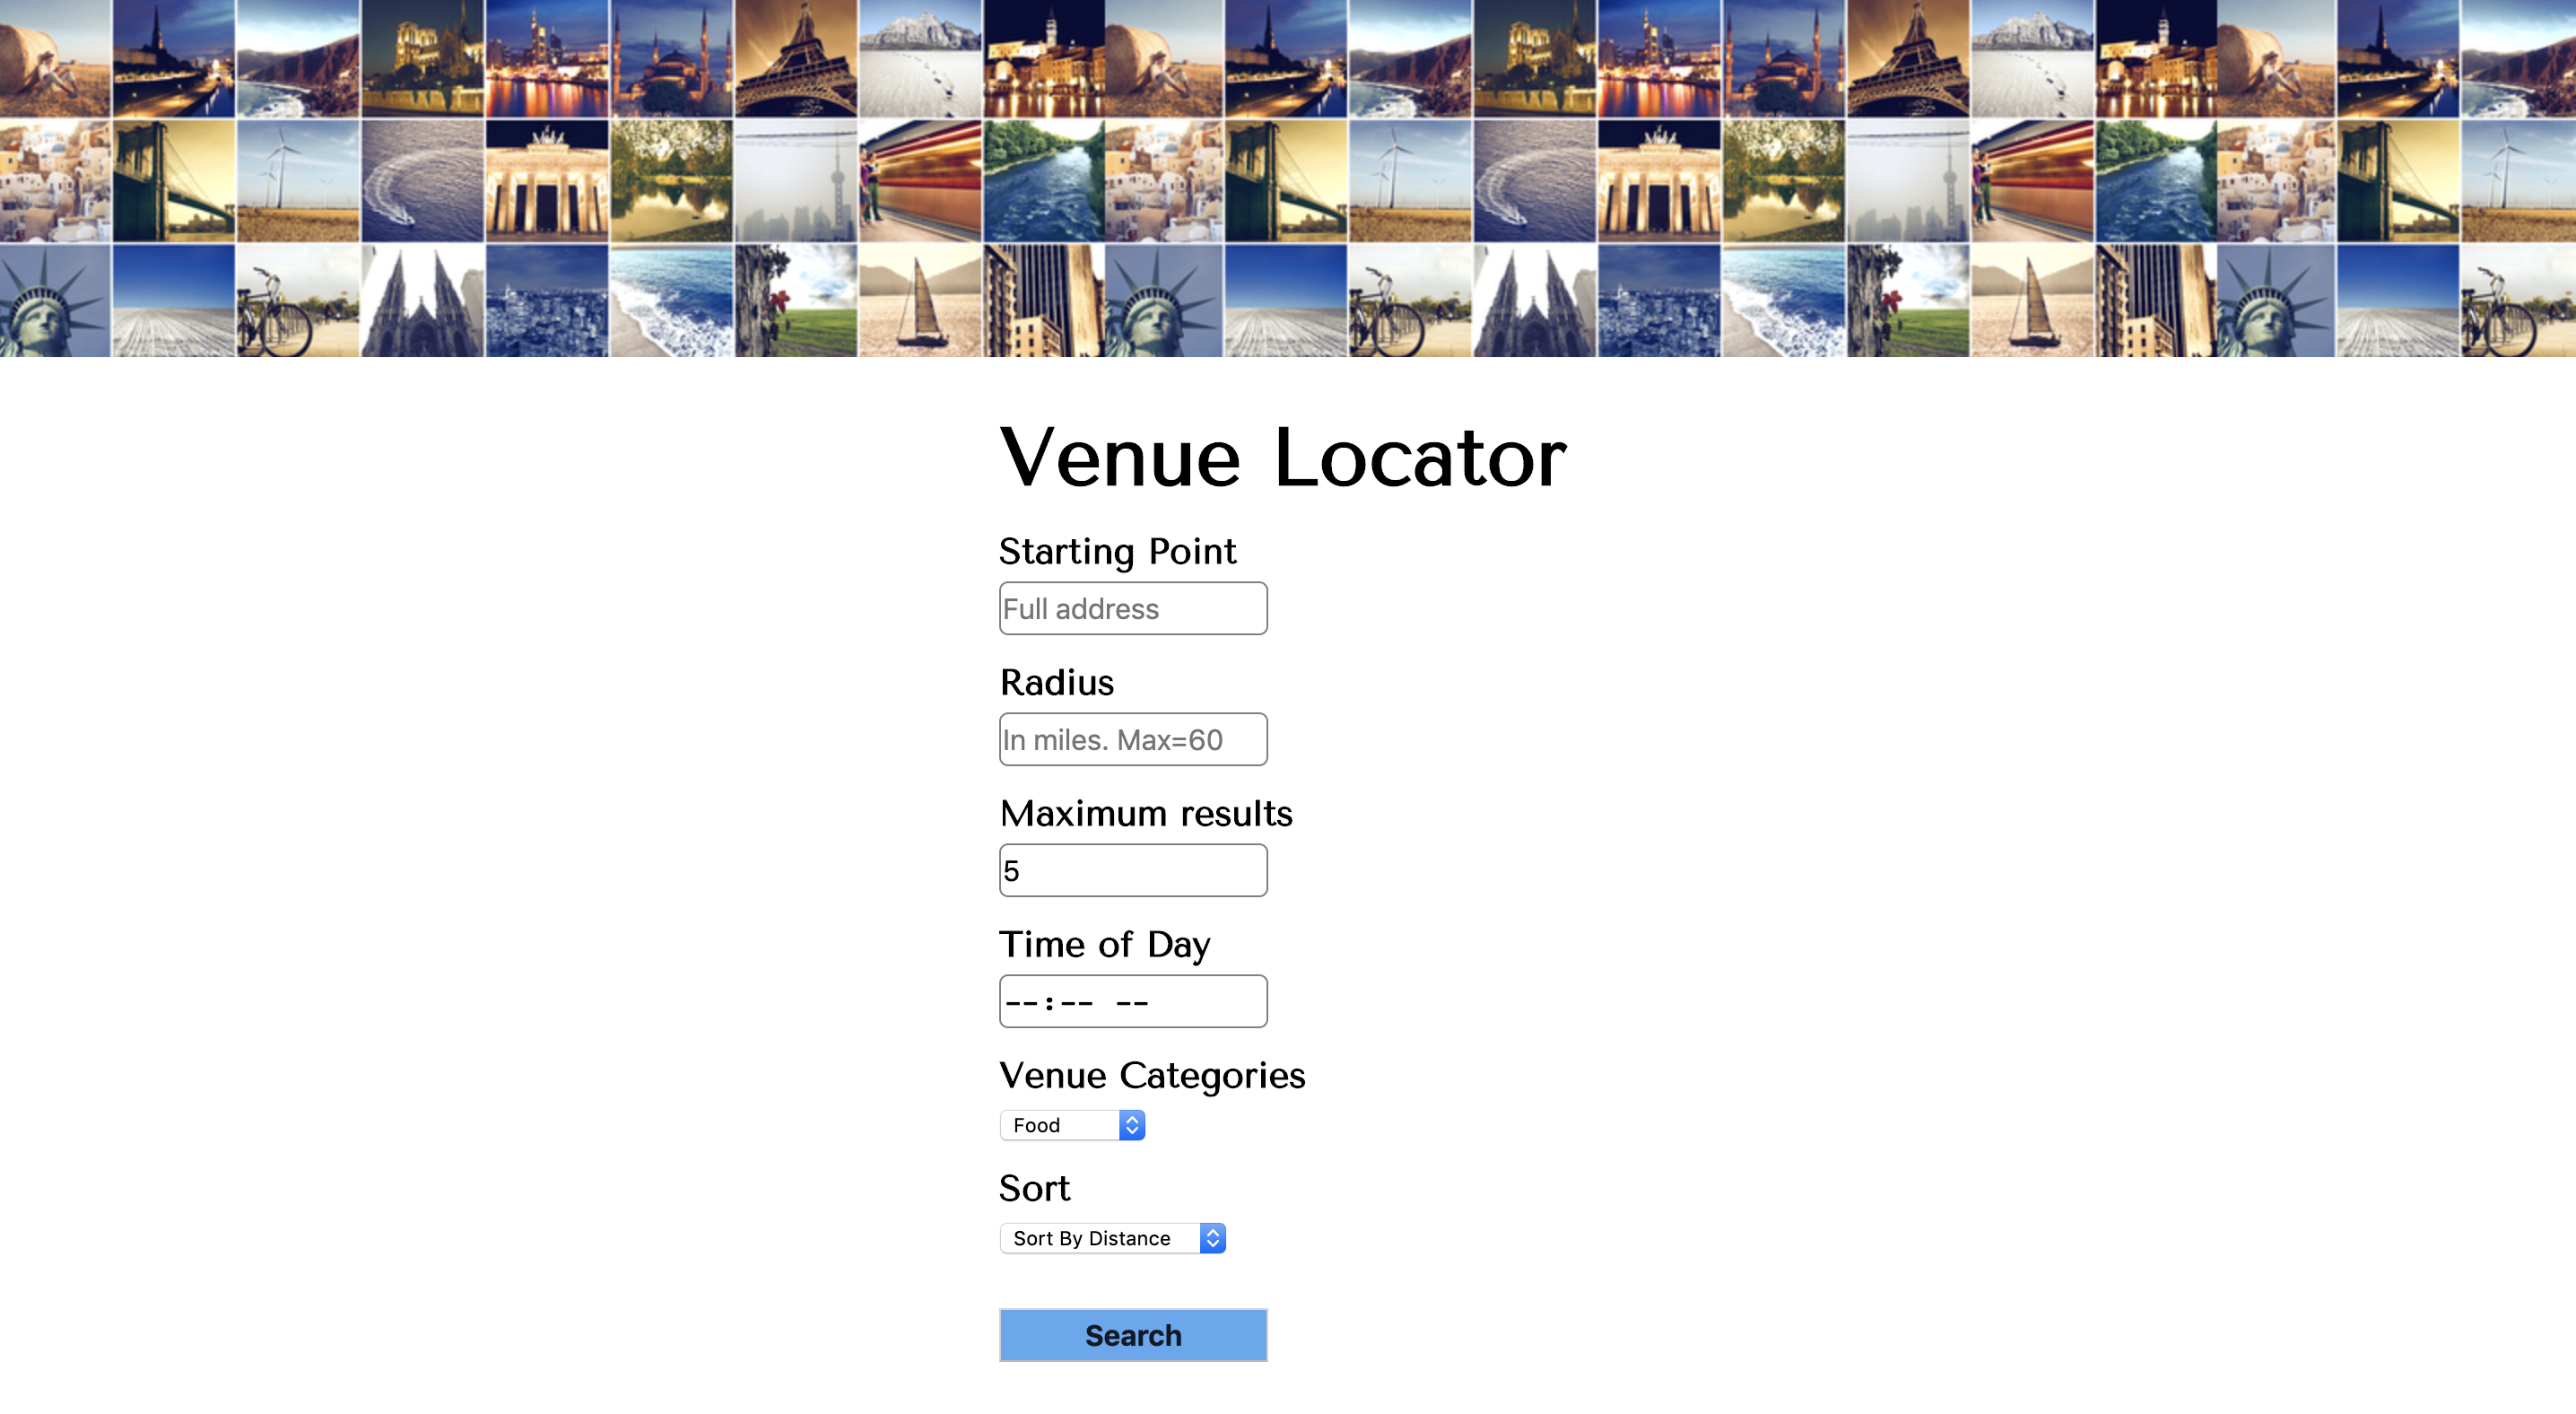 Venue Locator
Starting Point
Full address
Radius
In miles. Max=60
Maximum results
5
Time of Day
--:-- --
Venue Categories
Food
Sort
Sort By Distance
Search